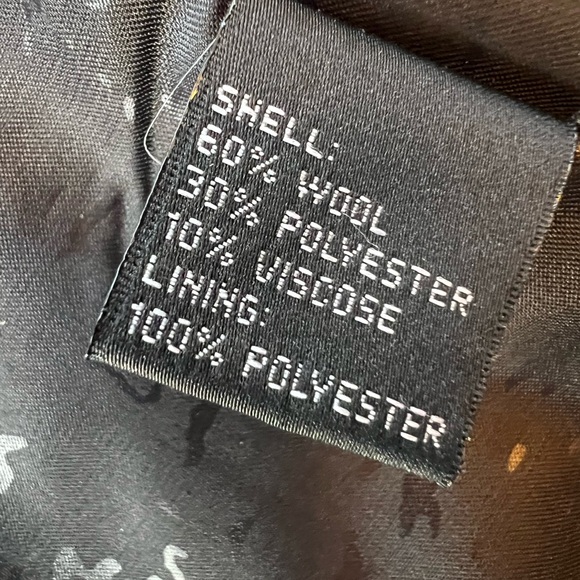 SHELL:
60% WOOL
30% POLYESTER
10% VISCOSE
LINING:
100% POLYESTER